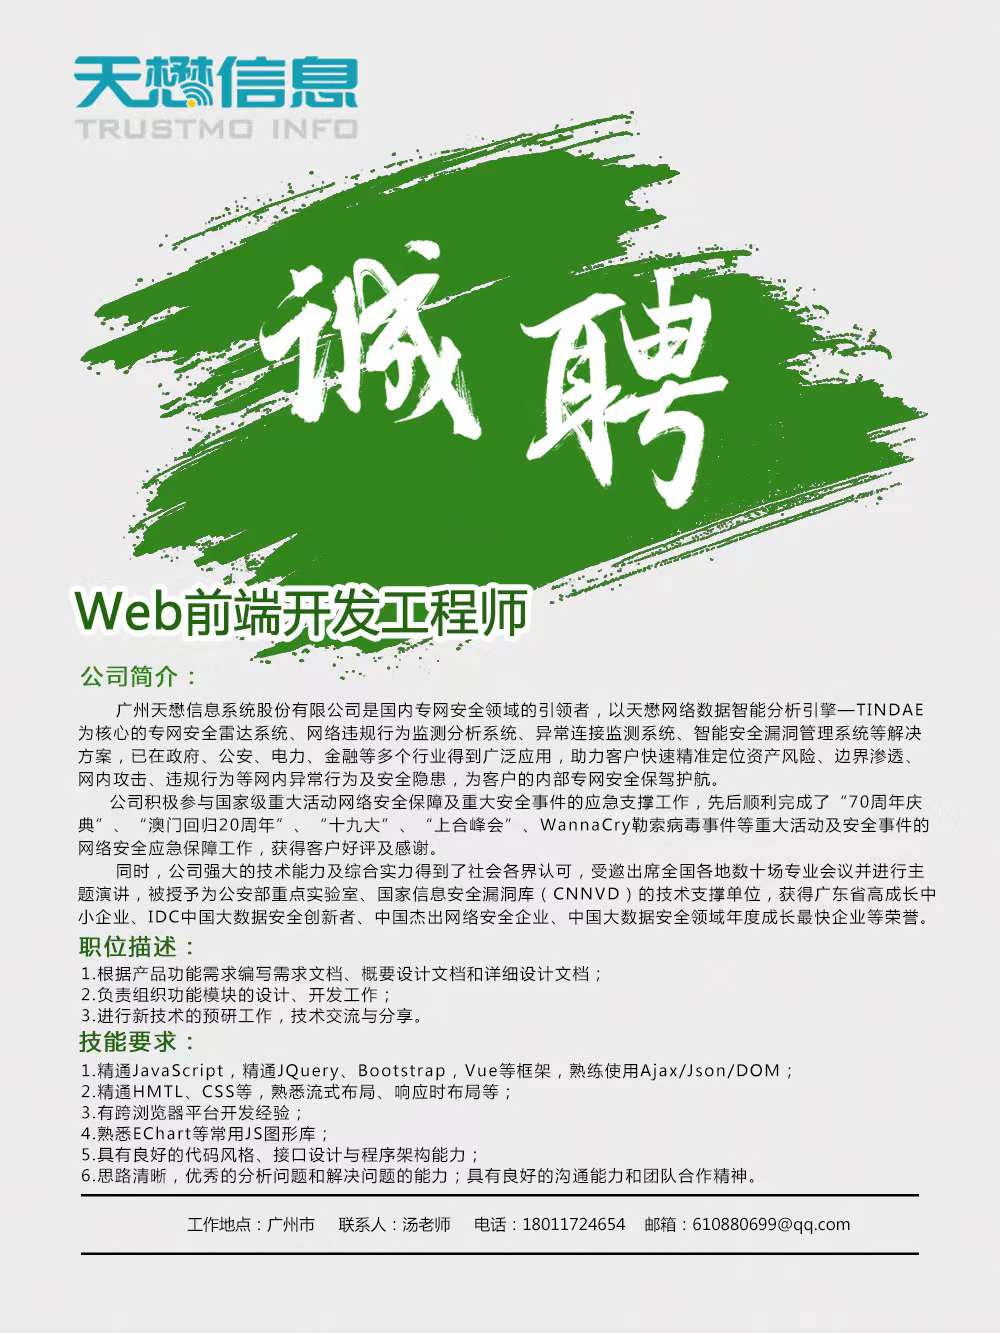 天懋信息
TRUSTMO INFO
诚聘
Web前端开发工程师
公司简介：
广州天懋信息系统股份有限公司是国内专网安全领域的引领者，以天懋网络数据智能分析引擎—TINDAE
为核心的专网安全雷达系统、网络违规行为监测分析系统、异常连接监测系统、智能安全漏洞管理系统等解决
方案，已在政府、公安、电力、金融等多个行业得到广泛应用，助力客户快速精准定位资产风险、边界渗透、
网内攻击、违规行为等网内异常行为及安全隐患，为客户的内部专网安全保驾护航。
公司积极参与国家级重大活动网络安全保障及重大安全事件的应急支撑工作，先后顺利完成了“70周年庆
典”、“澳门回归20周年”、“十九大”、“上合峰会”、WannaCry勒索病毒事件等重大活动及安全事件的
网络安全应急保障工作，获得客户好评及感谢。
同时，公司强大的技术能力及综合实力得到了社会各界认可，受邀出席全国各地数十场专业会议并进行主
题演讲，被授予为公安部重点实验室、国家信息安全漏洞库（CNNVD）的技术支撑单位，获得广东省高成长中
小企业、IDC中国大数据安全创新者、中国杰出网络安全企业、中国大数据安全领域年度成长最快企业等荣誉。
职位描述：
1.根据产品功能需求编写需求文档、概要设计文档和详细设计文档；
2.负责组织功能模块的设计、开发工作；
3.进行新技术的预研工作，技术交流与分享。
技能要求：
1.精通JavaScript，精通JQuery、Bootstrap，Vue等框架，熟练使用Ajax/Json/DOM；
2.精通HMTL、CSS等，熟悉流式布局、响应时布局等；
3.有跨浏览器平台开发经验；
4.熟悉EChart等常用JS图形库；
5.具有良好的代码风格、接口设计与程序架构能力；
6.思路清晰，优秀的分析问题和解决问题的能力；具有良好的沟通能力和团队合作精神。
工作地点：广州市 联系人：汤老师 电话：18011724654 邮箱：610880699@qq.com